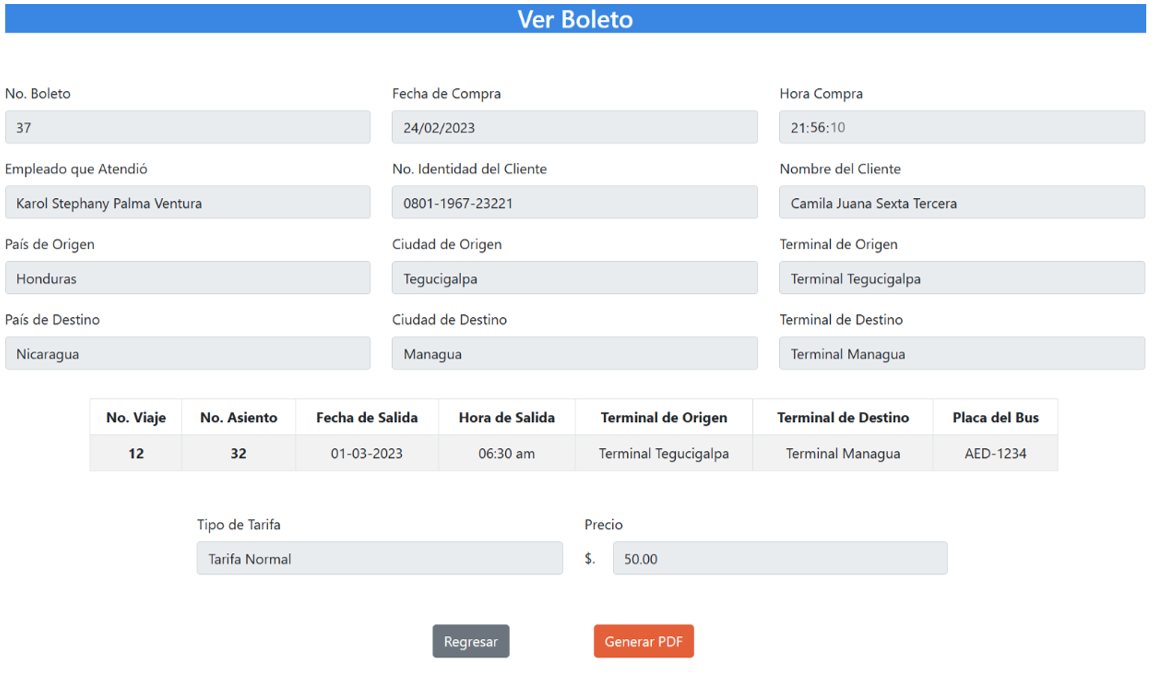 Ver Boleto
No. Boleto Fecha de Compra Hora Compra
37 24/02/2023 21:56:10
Empleado que Atendió No. Identidad del Cliente Nombre del Cliente
Karol Stephany Palma Ventura 0801-1967-23221 Camila Juana Sexta Tercera
País de Origen Ciudad de Origen Terminal de Origen
Honduras Tegucigalpa Terminal Tegucigalpa
País de Destino Ciudad de Destino Terminal de Destino
Nicaragua Managua Terminal Managua
No. Viaje No. Asiento Fecha de Salida Hora de Salida Terminal de Origen Terminal de Destino Placa del Bus
12 32 01-03-2023 06:30 am Terminal Tegucigalpa Terminal Managua AED-1234
Tipo de Tarifa Precio
Tarifa Normal $. 50.00
Regresar Generar PDF